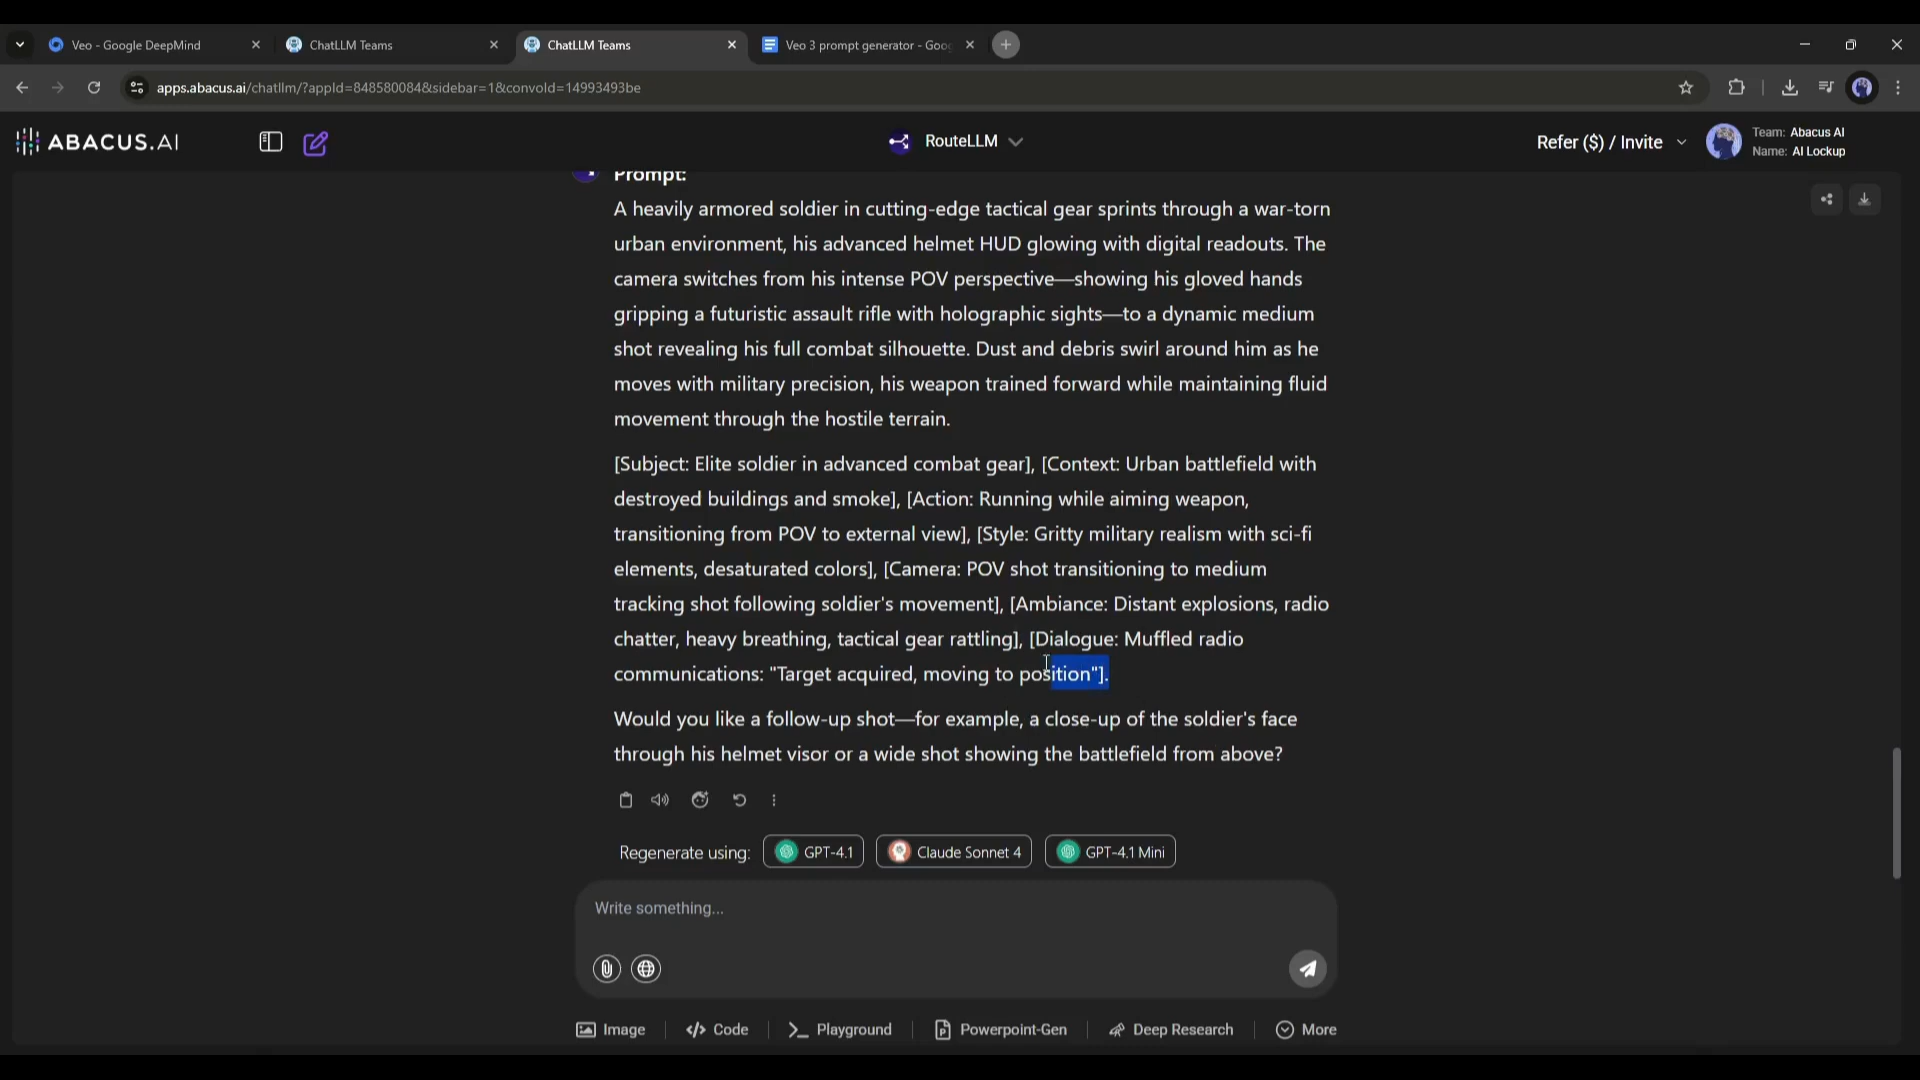 Veo - Google DeepMind
ChatLLM Teams
ChatLLM Teams
Veo 3 prompt generator - Goo
apps.abacus.ai/chatllm/?appId=848580084&sidebar=1&convoId=14993493be
ABACUS.AI
RouteLLM
Refer ($) / Invite
Team: Abacus AI
Name: AI Lockup
Prompt:
A heavily armored soldier in cutting-edge tactical gear sprints through a war-torn
urban environment, his advanced helmet HUD glowing with digital readouts. The
camera switches from his intense POV perspective—showing his gloved hands
gripping a futuristic assault rifle with holographic sights—to a dynamic medium
shot revealing his full combat silhouette. Dust and debris swirl around him as he
moves with military precision, his weapon trained forward while maintaining fluid
movement through the hostile terrain.
[Subject: Elite soldier in advanced combat gear], [Context: Urban battlefield with
destroyed buildings and smoke], [Action: Running while aiming weapon,
transitioning from POV to external view], [Style: Gritty military realism with sci-fi
elements, desaturated colors], [Camera: POV shot transitioning to medium
tracking shot following soldier's movement], [Ambiance: Distant explosions, radio
chatter, heavy breathing, tactical gear rattling], [Dialogue: Muffled radio
communications: "Target acquired, moving to position"].
Would you like a follow-up shot—for example, a close-up of the soldier's face
through his helmet visor or a wide shot showing the battlefield from above?
Regenerate using: GPT-4.1 Claude Sonnet 4 GPT-4.1 Mini
Write something...
Image Code Playground Powerpoint-Gen Deep Research More